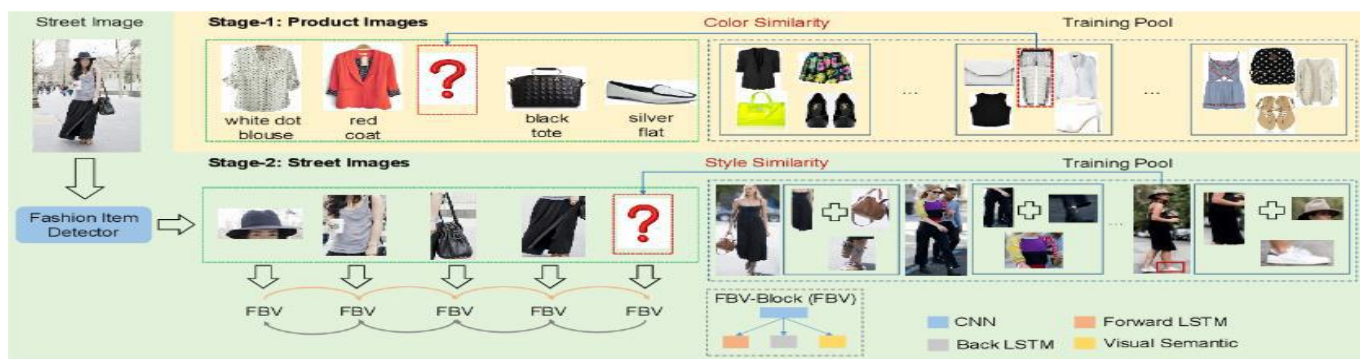 Street Image
Stage-1: Product Images
Color Similarity
Training Pool
white dot
blouse
red
coat
black
tote
silver
flat
...
...
Stage-2: Street Images
Style Similarity
Training Pool
Fashion Item
Detector
...
FBV
FBV
FBV
FBV
FBV
FBV-Block (FBV)
CNN
Forward LSTM
Back LSTM
Visual Semantic